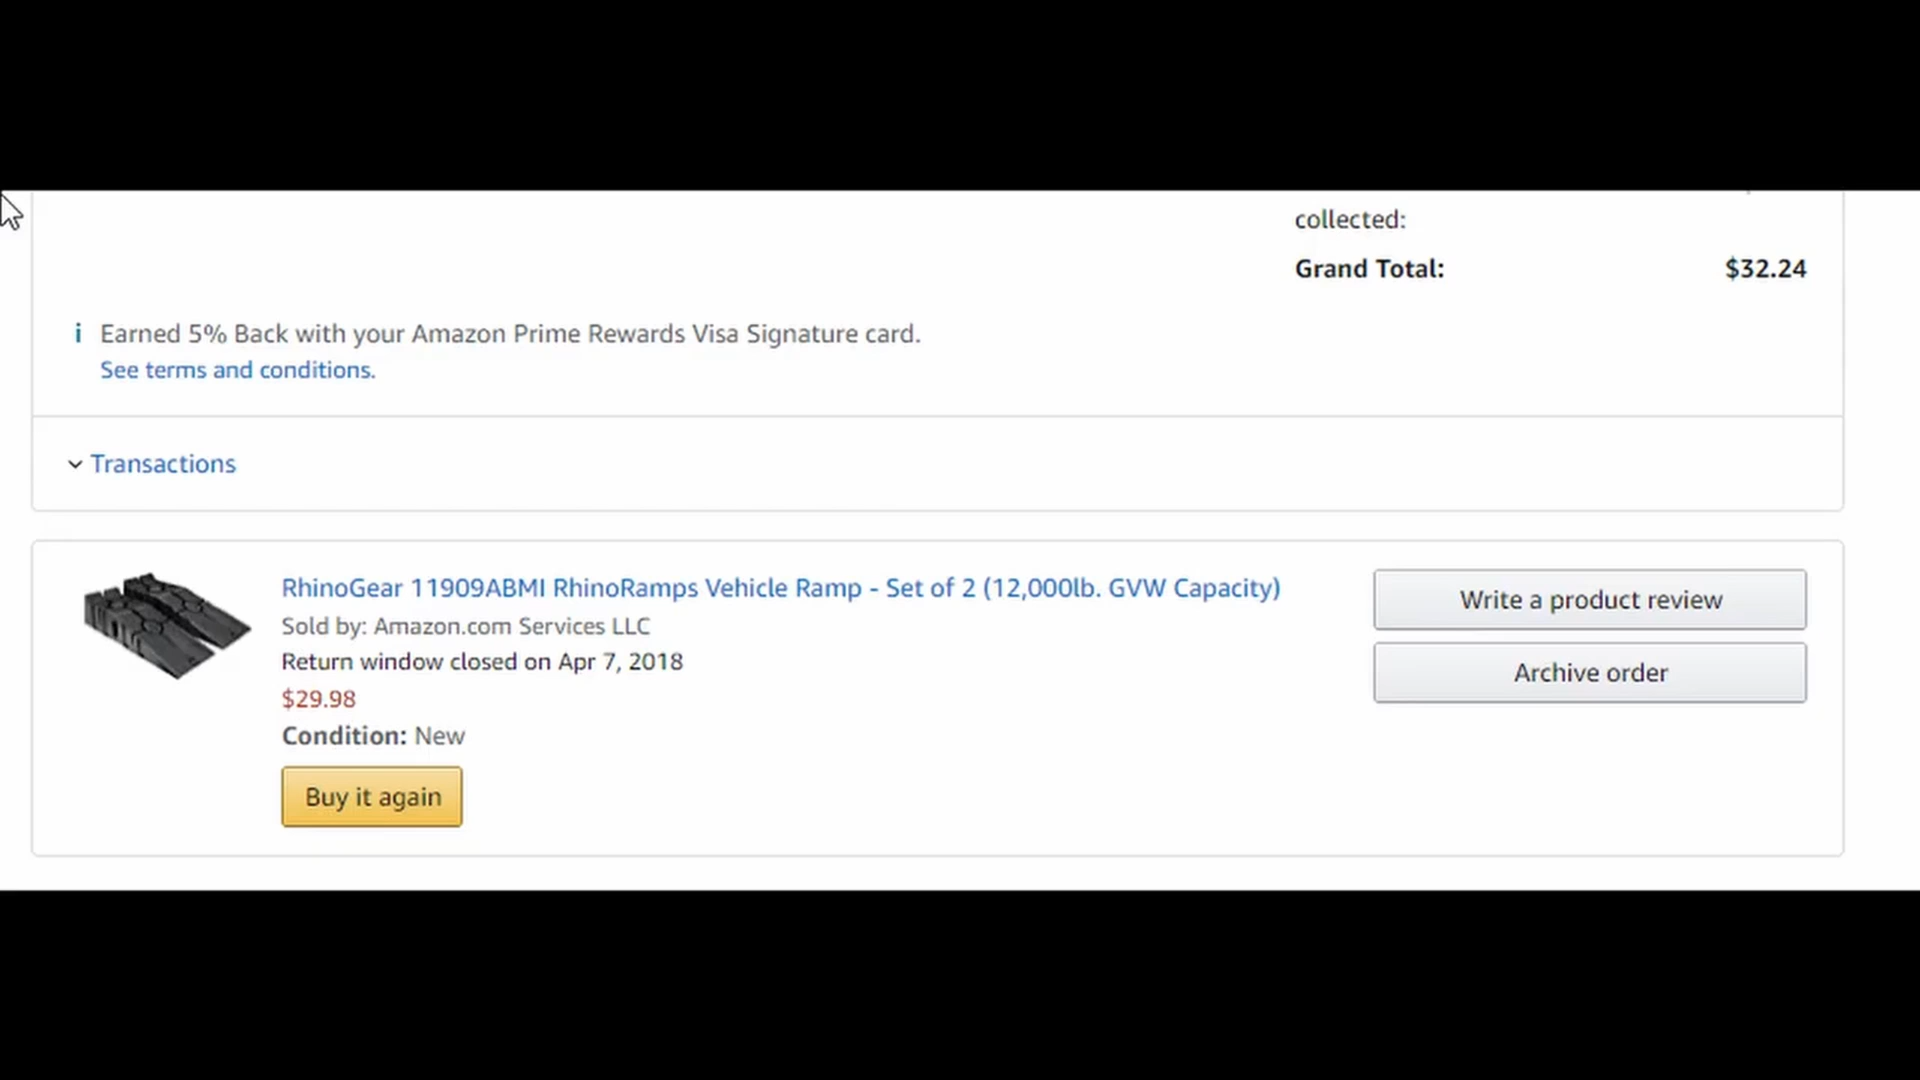 collected:
Grand Total: $32.24
i Earned 5% Back with your Amazon Prime Rewards Visa Signature card.
See terms and conditions.
Transactions
RhinoGear 11909ABMI RhinoRamps Vehicle Ramp - Set of 2 (12,000lb. GVW Capacity)
Sold by: Amazon.com Services LLC
Return window closed on Apr 7, 2018
$29.98
Condition: New
Buy it again
Write a product review
Archive order